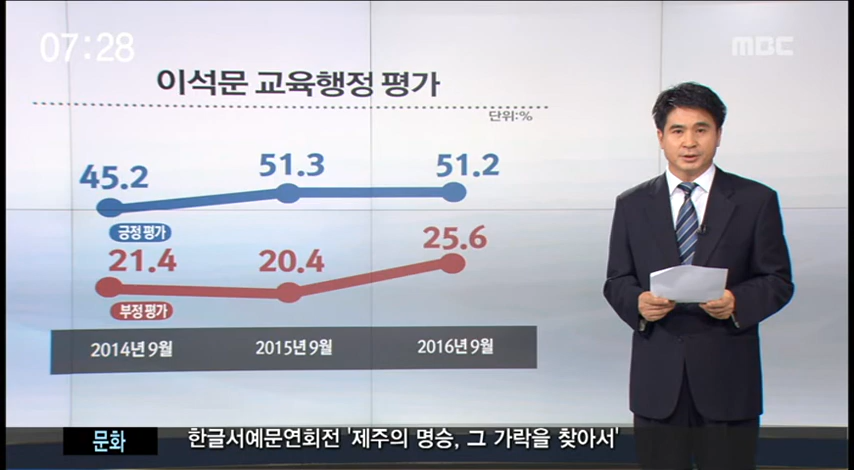 07:28
MBC
이석문 교육행정 평가
단위:%
45.2 51.3 51.2
긍정 평가
21.4 20.4 25.6
부정 평가
2014년 9월 2015년 9월 2016년 9월
문화 한글서예문연회전 '제주의 명승, 그 가락을 찾아서'